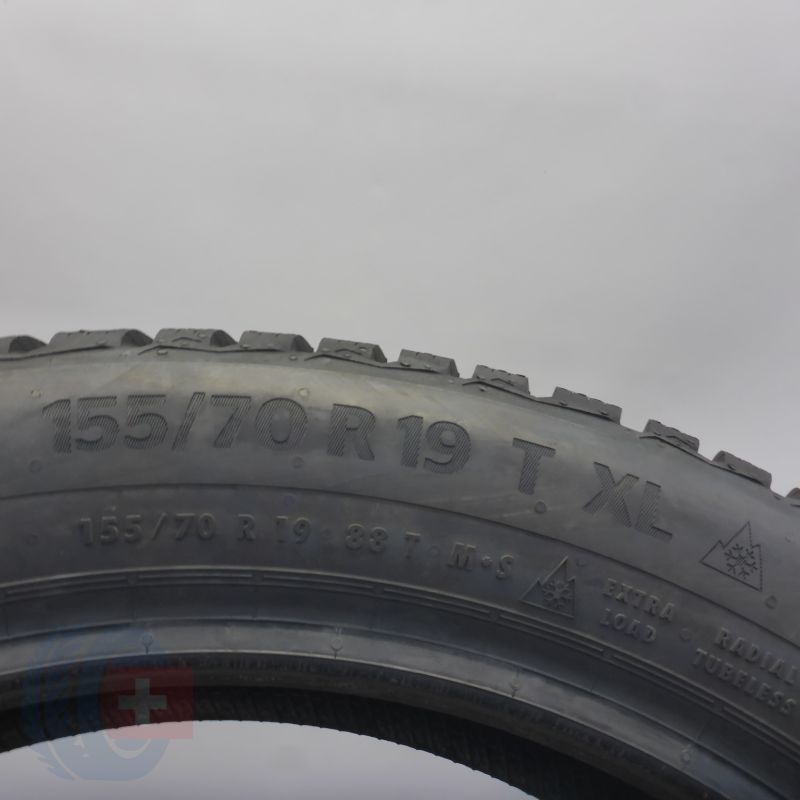 155/70 R 19 T XL
155/70 R 19 88 T M+S
EXTRA LOAD
RADIAL TUBELESS